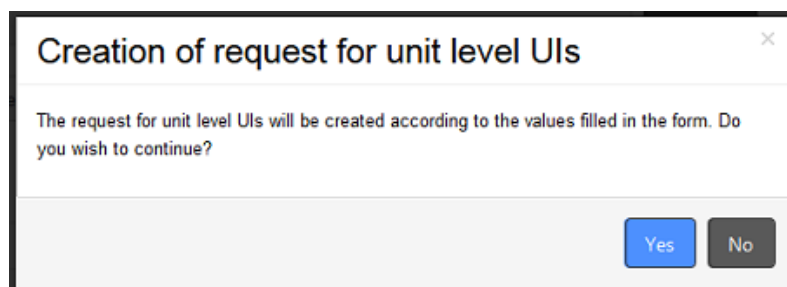 Creation of request for unit level UIs
The request for unit level UIs will be created according to the values filled in the form. Do
you wish to continue?
Yes No